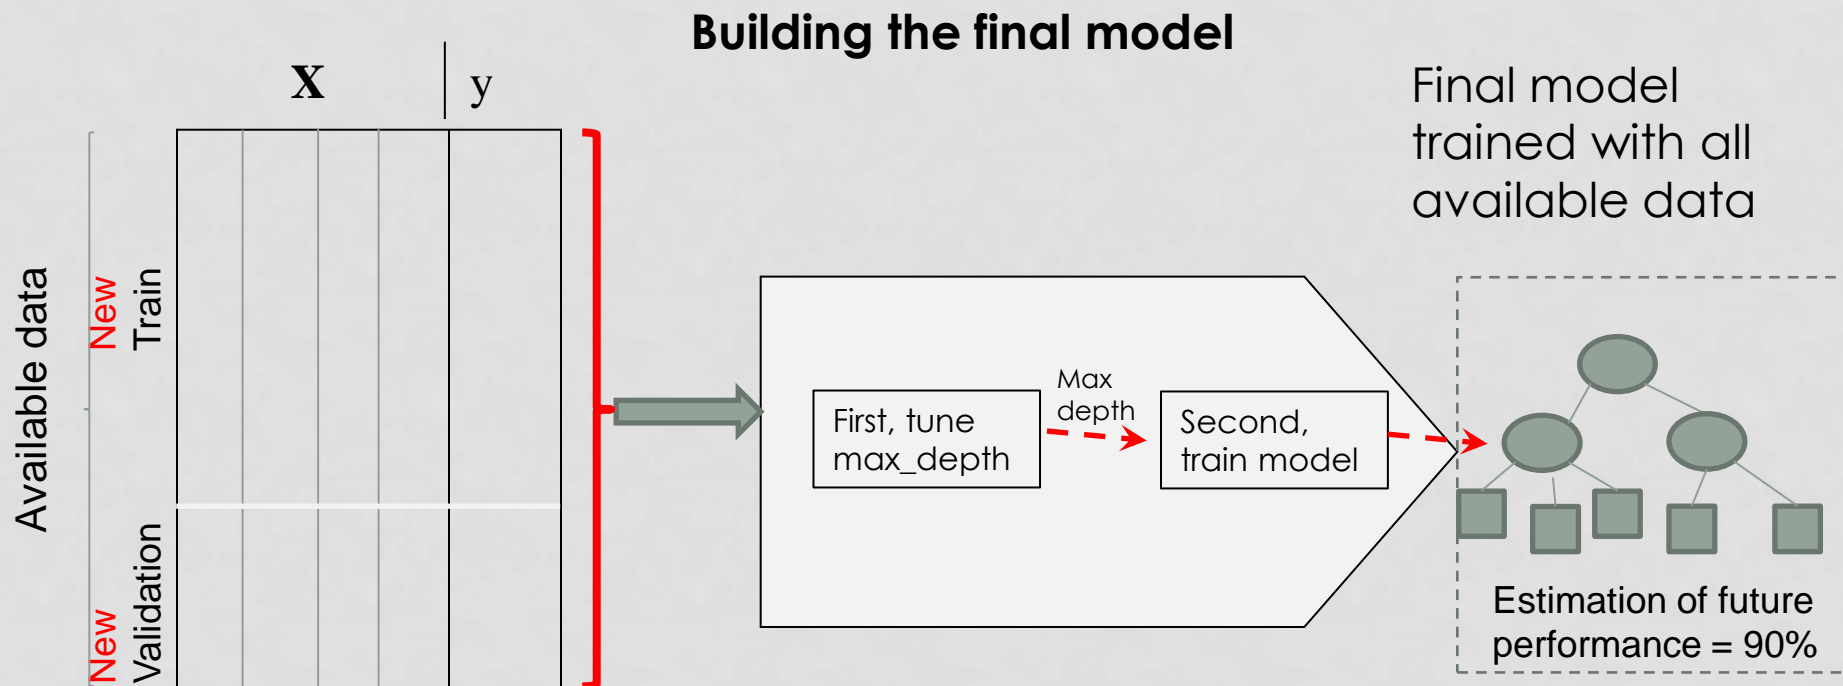 Building the final model
X
y
Available data
New
Train
New
Validation
First, tune
max_depth
Max
depth
Second,
train model
Final model
trained with all
available data
Estimation of future
performance = 90%